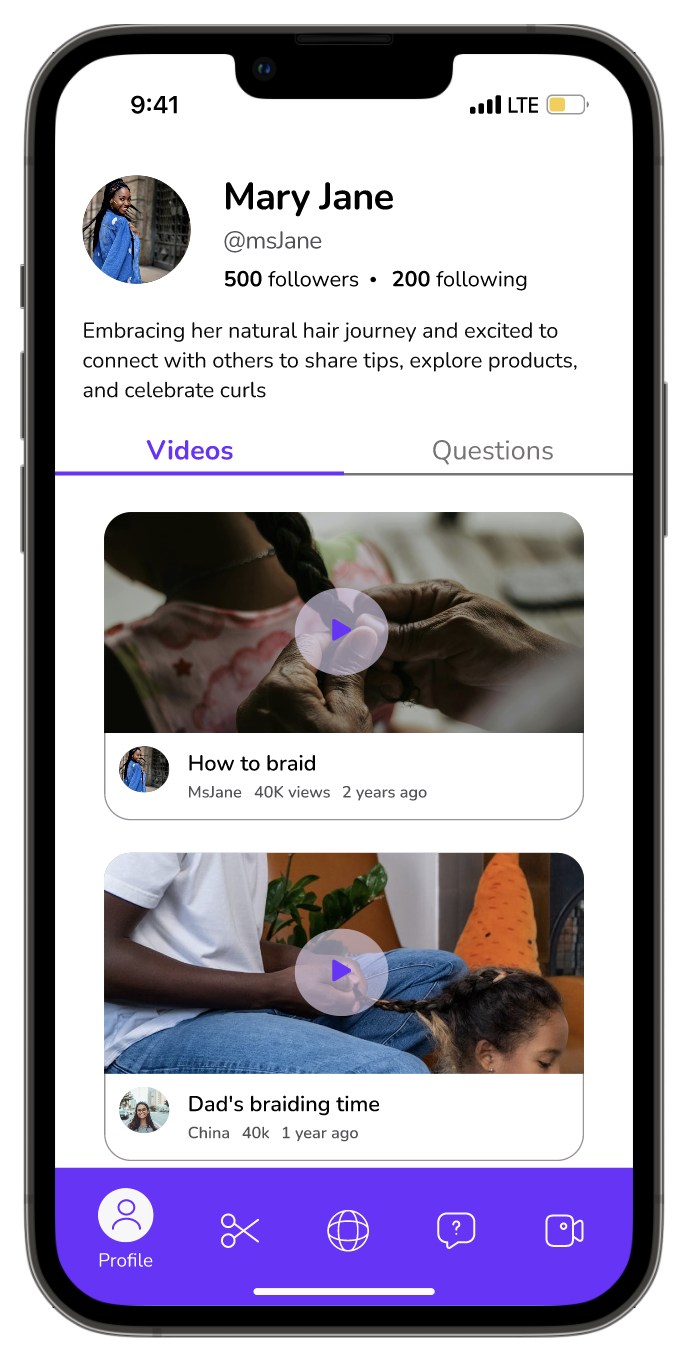 9:41
LTE
Mary Jane
@msJane
500 followers • 200 following
Embracing her natural hair journey and excited to
connect with others to share tips, explore products,
and celebrate curls
Videos
Questions
How to braid
MsJane 40K views 2 years ago
Dad's braiding time
China 40k 1 year ago
?
Profile